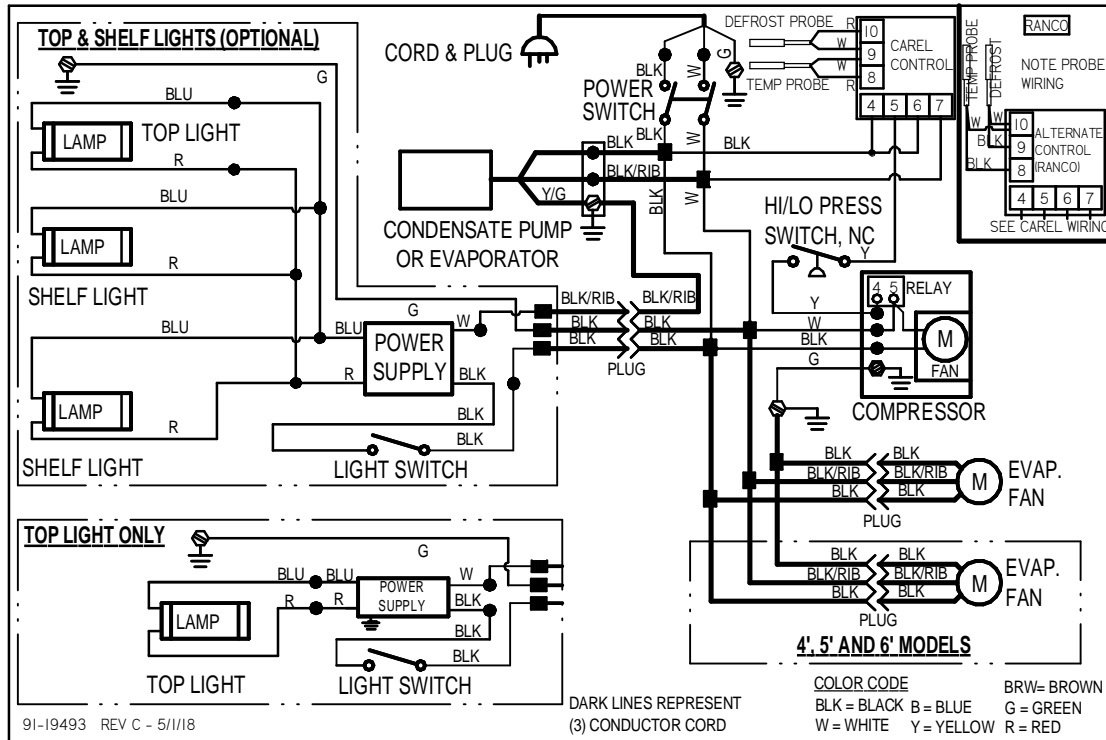 TOP & SHELF LIGHTS (OPTIONAL)
G
BLU
LAMP
TOP LIGHT
R
BLU
LAMP
R
SHELF LIGHT
BLU
BLU
LAMP
R
R
SHELF LIGHT
POWER
SUPPLY
G
W
BLK
BLK
BLK
LIGHT SWITCH
CORD & PLUG
BLK
W
G
POWER
SWITCH
BLK
BLK
W
BLK/RIB
Y/G
BLK
W
CONDENSATE PUMP
OR EVAPORATOR
BLK/RIB
BLK/RIB
BLK
BLK
BLK
BLK
PLUG
DEFROST PROBE
R
W
W
TEMP PROBE
R
10
9
8
CAREL
CONTROL
4 5 6 7
RANCO
TEMP PROBE
DEFROST
NOTE PROBE
WIRING
W
W
BLK
BLK
10
9
8
ALTERNATE
CONTROL
(RANCO)
4 5 6 7
SEE CAREL WIRING
HI/LO PRESS
SWITCH, NC
Y
4 5
RELAY
Y
W
BLK
G
M
FAN
COMPRESSOR
BLK
BLK
BLK/RIB
BLK/RIB
BLK
BLK
PLUG
M
EVAP.
FAN
BLK
BLK
BLK/RIB
BLK/RIB
BLK
BLK
PLUG
M
EVAP.
FAN
4', 5' AND 6' MODELS
TOP LIGHT ONLY
G
BLU
BLU
R
R
LAMP
TOP LIGHT
POWER
SUPPLY
W
BLK
BLK
BLK
LIGHT SWITCH
91-19493 REV C - 5/1/18
DARK LINES REPRESENT
(3) CONDUCTOR CORD
COLOR CODE
BLK = BLACK B = BLUE
W = WHITE Y = YELLOW
BRW= BROWN
G = GREEN
R = RED